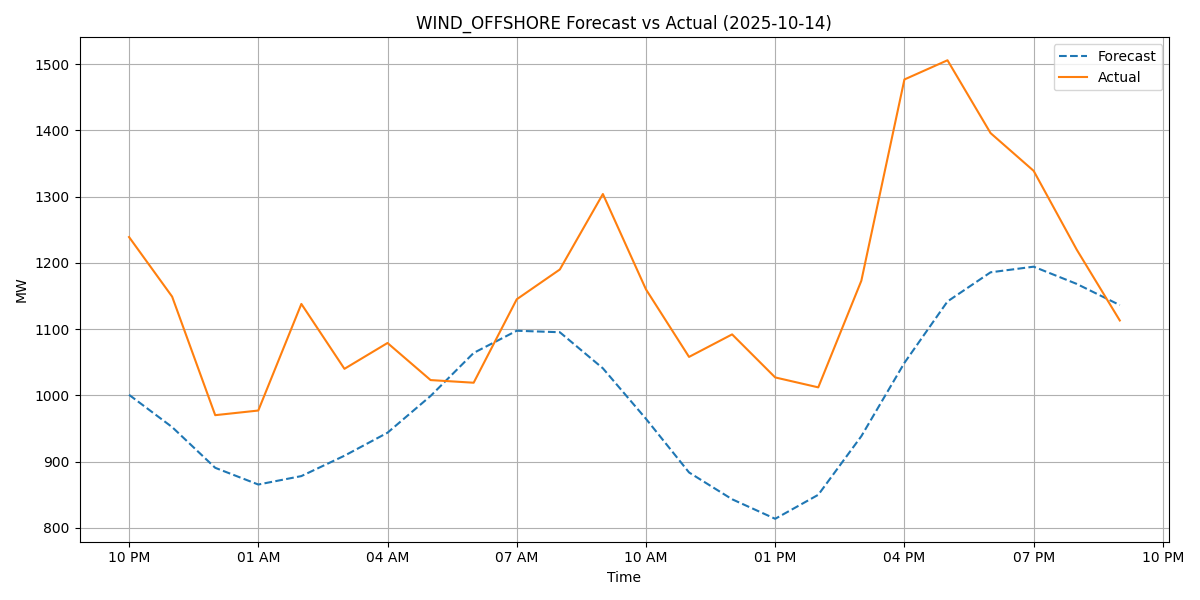 WIND_OFFSHORE Forecast vs Actual (2025-10-14)
Forecast
Actual
MW
1500
1400
1300
1200
1100
1000
900
800
10 PM
01 AM
04 AM
07 AM
10 AM
01 PM
04 PM
07 PM
10 PM
Time